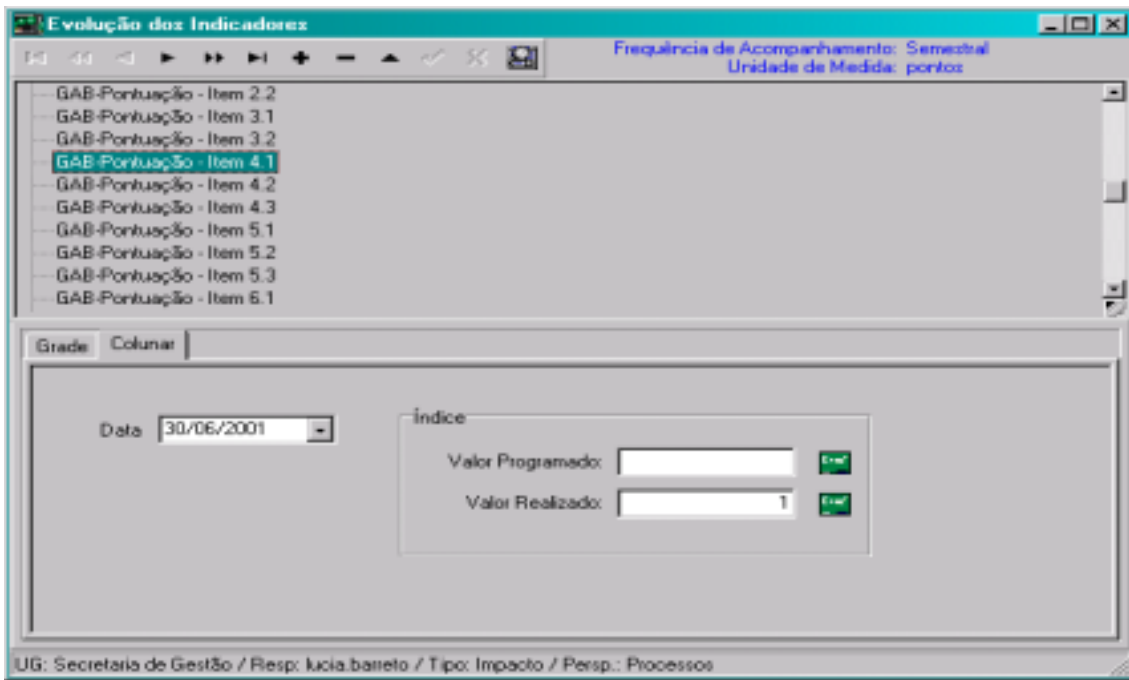 Evolução dos Indicadores
Frequência de Acompanhamento: Semestral
Unidade de Medida: pontos
GAB-Pontuação - Item 2.2
GAB-Pontuação - Item 3.1
GAB-Pontuação - Item 3.2
GAB-Pontuação - Item 4.1
GAB-Pontuação - Item 4.2
GAB-Pontuação - Item 4.3
GAB-Pontuação - Item 5.1
GAB-Pontuação - Item 5.2
GAB-Pontuação - Item 5.3
GAB-Pontuação - Item 6.1
Grade Colunar
Data 30/06/2001
Índice
Valor Programado:
Valor Realizado: 1
UG: Secretaria de Gestão / Resp: lucia.barreto / Tipo: Impacto / Persp.: Processos